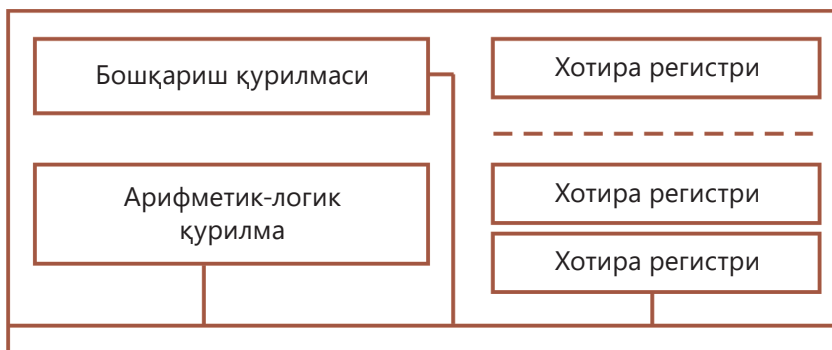 Бошқариш қурилмаси
Хотира регистри
Арифметик-логик
қурилма
Хотира регистри
Хотира регистри